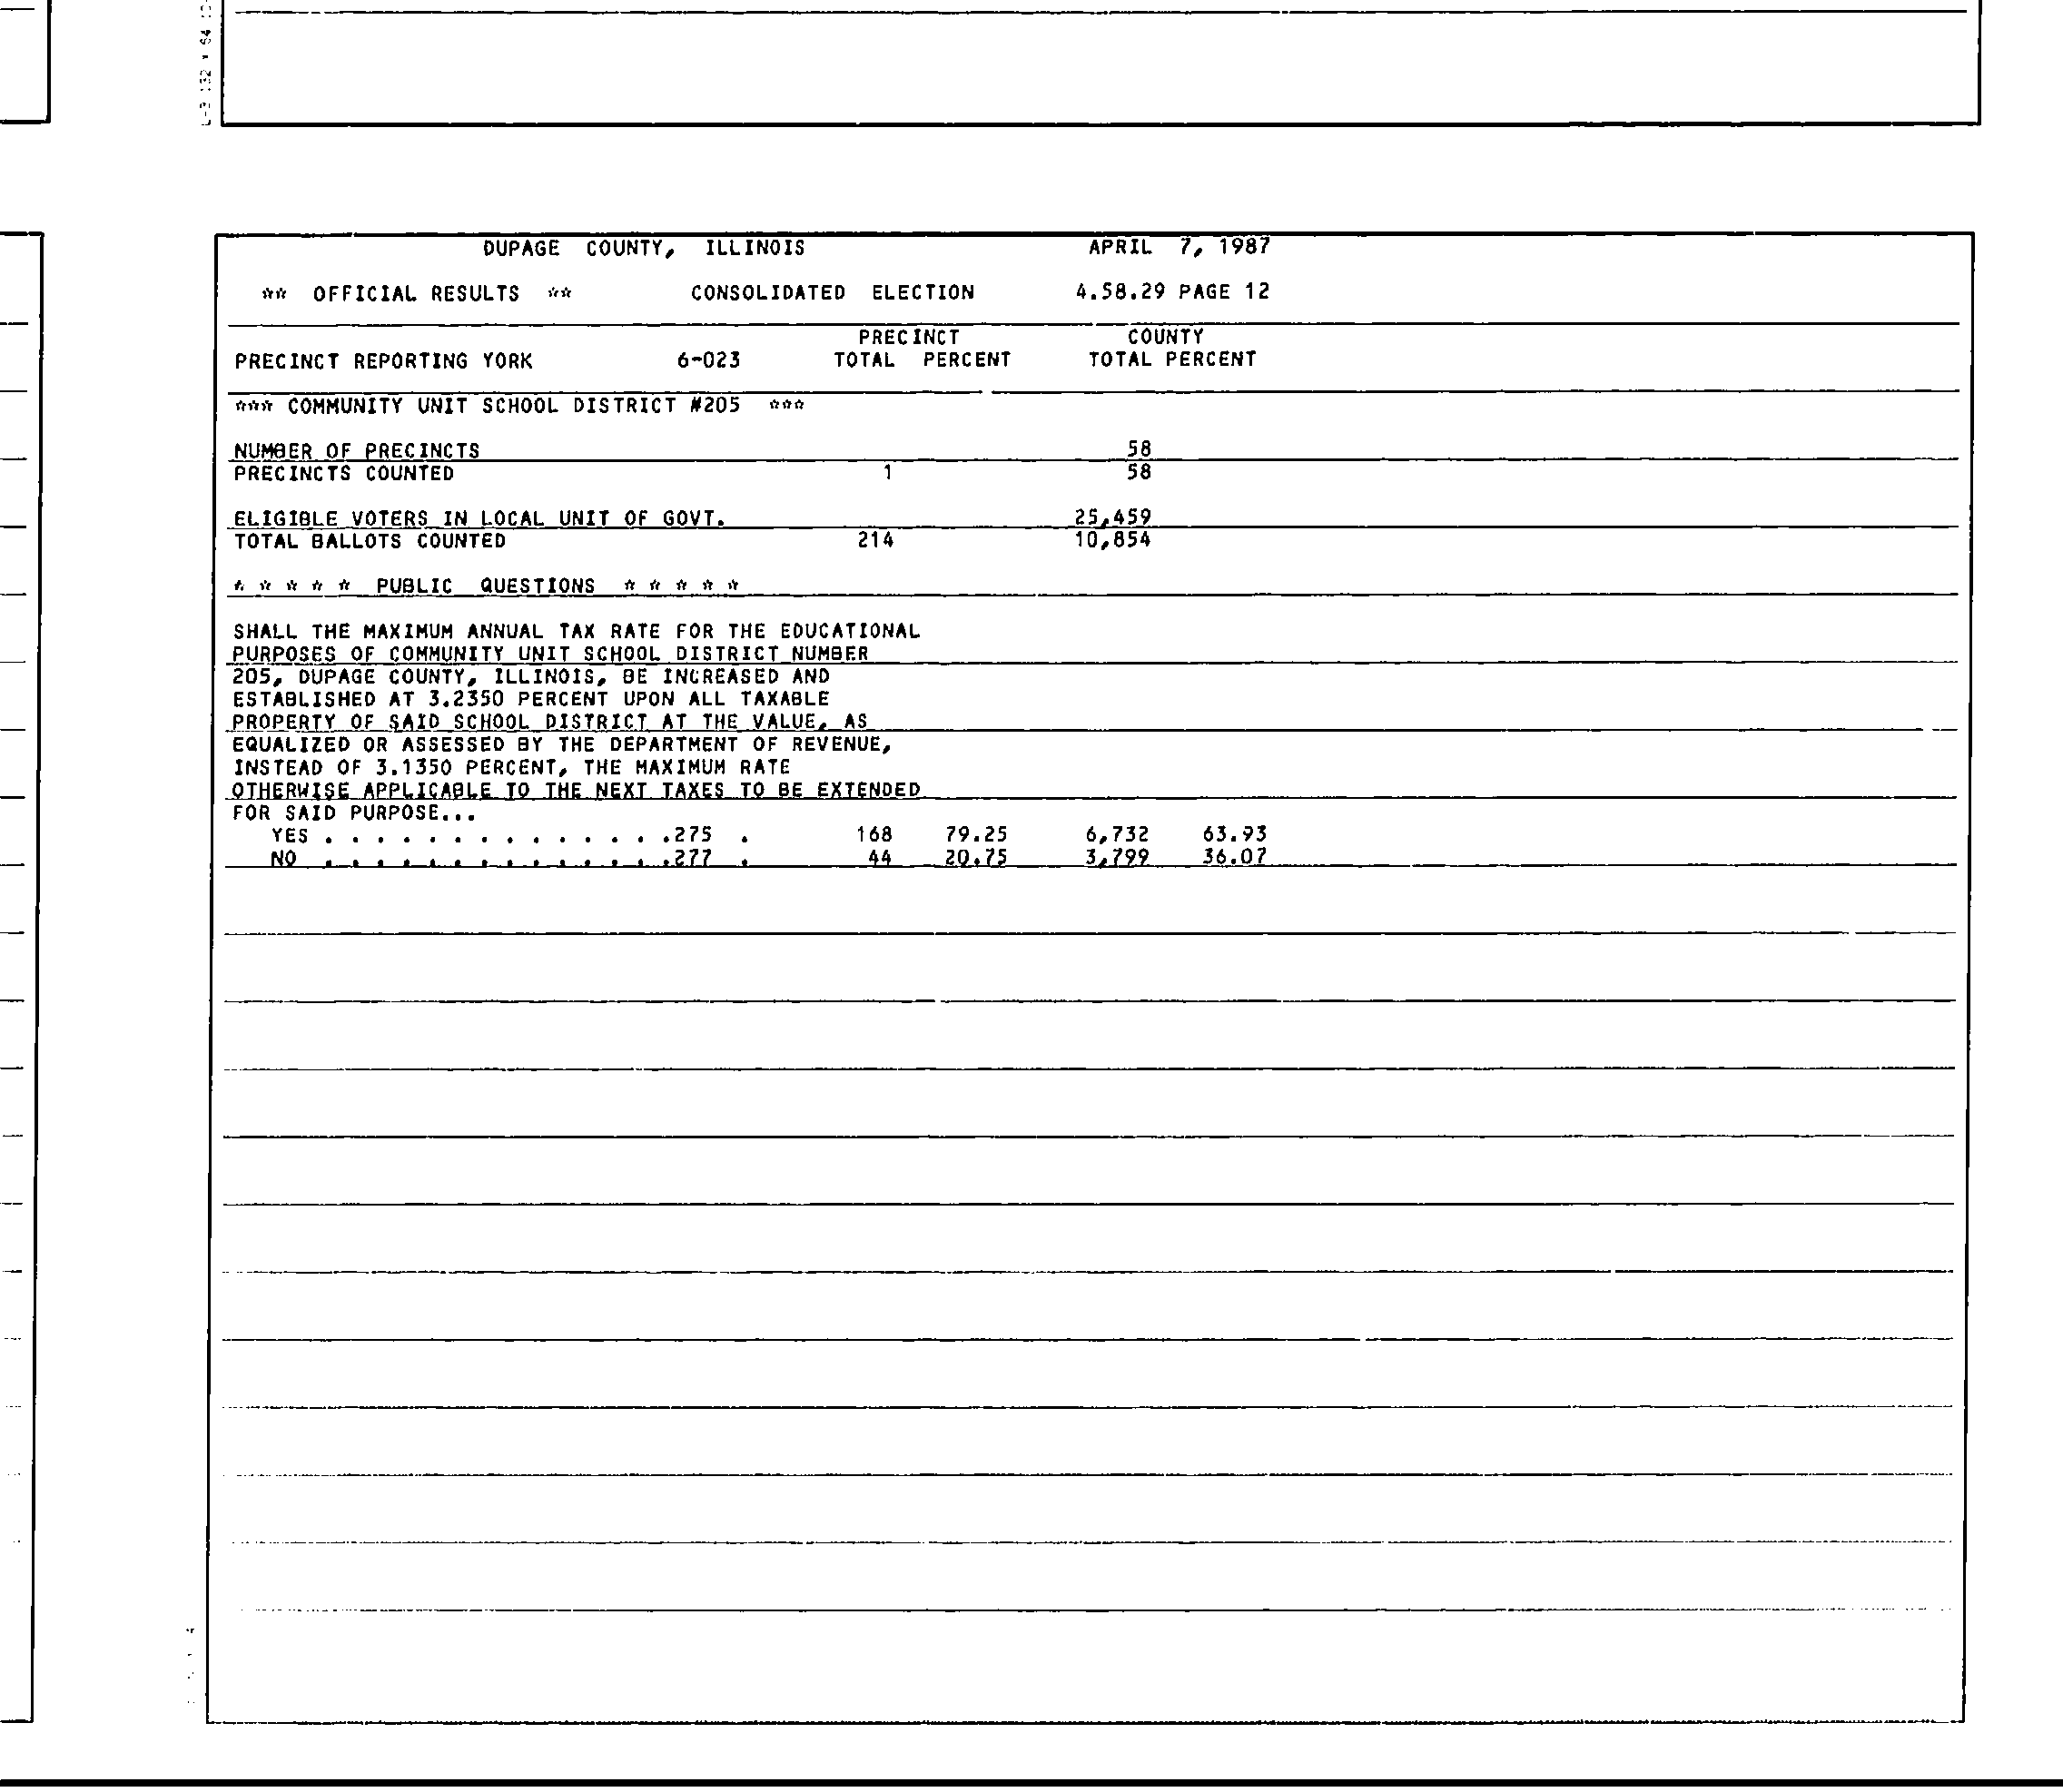 DUPAGE COUNTY, ILLINOIS APRIL 7, 1987
** OFFICIAL RESULTS ** CONSOLIDATED ELECTION 4.58.29 PAGE 12
PRECINCT COUNTY
PRECINCT REPORTING YORK 6-023 TOTAL PERCENT TOTAL PERCENT
*** COMMUNITY UNIT SCHOOL DISTRICT #205 ***
NUMBER OF PRECINCTS 58
PRECINCTS COUNTED 1 58
ELIGIBLE VOTERS IN LOCAL UNIT OF GOVT. 25,459
TOTAL BALLOTS COUNTED 214 10,854
* * * * * PUBLIC QUESTIONS * * * * *
SHALL THE MAXIMUM ANNUAL TAX RATE FOR THE EDUCATIONAL
PURPOSES OF COMMUNITY UNIT SCHOOL DISTRICT NUMBER
205, DUPAGE COUNTY, ILLINOIS, BE INCREASED AND
ESTABLISHED AT 3.2350 PERCENT UPON ALL TAXABLE
PROPERTY OF SAID SCHOOL DISTRICT AT THE VALUE, AS
EQUALIZED OR ASSESSED BY THE DEPARTMENT OF REVENUE,
INSTEAD OF 3.1350 PERCENT, THE MAXIMUM RATE
OTHERWISE APPLICABLE TO THE NEXT TAXES TO BE EXTENDED
FOR SAID PURPOSE...
YES . . . . . . . . . . . . . .275 . 168 79.25 6,732 63.93
NO . . . . . . . . . . . . . .277 . 44 20.75 3,799 36.07